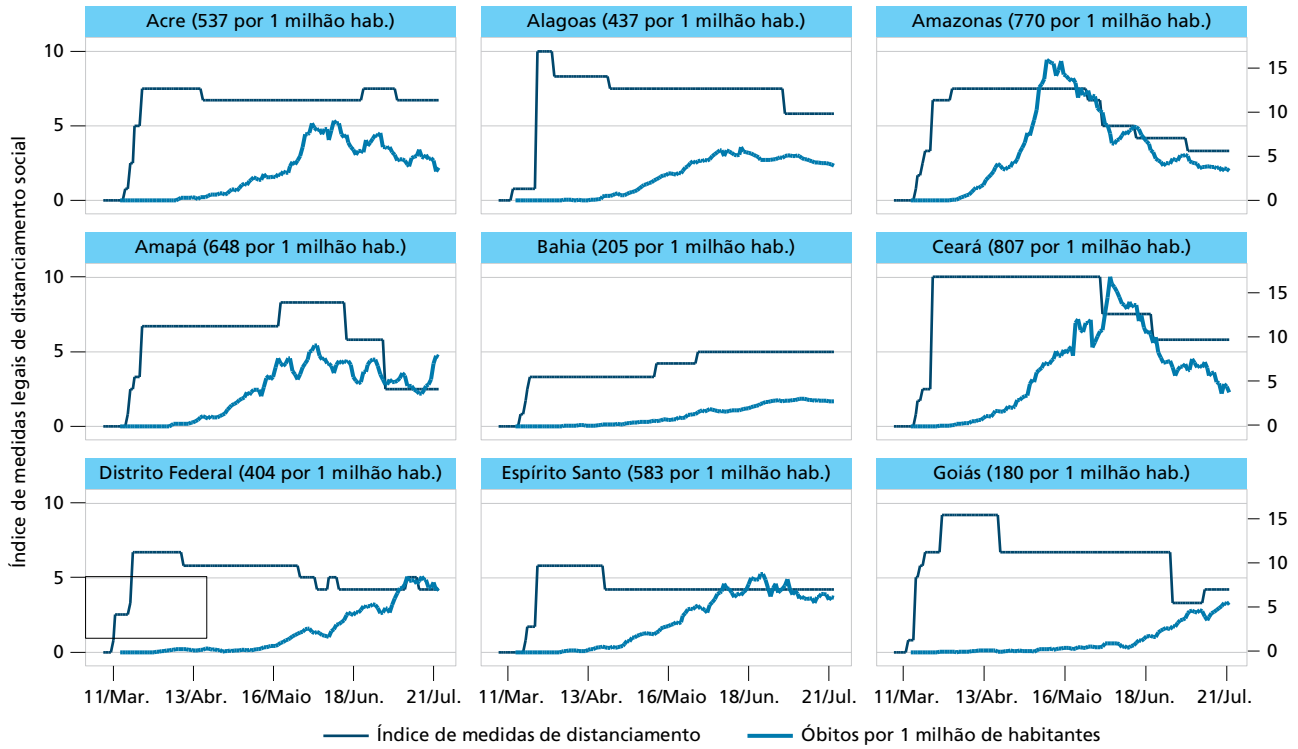 Acre (537 por 1 milhão hab.)
Alagoas (437 por 1 milhão hab.)
Amazonas (770 por 1 milhão hab.)
10
5
0
15
10
5
0
Amapá (648 por 1 milhão hab.)
Bahia (205 por 1 milhão hab.)
Ceará (807 por 1 milhão hab.)
10
5
0
15
10
5
0
Índice de medidas legais de distanciamento social
Distrito Federal (404 por 1 milhão hab.)
Espírito Santo (583 por 1 milhão hab.)
Goiás (180 por 1 milhão hab.)
10
5
0
15
10
5
0
11/Mar. 13/Abr. 16/Maio 18/Jun. 21/Jul.
11/Mar. 13/Abr. 16/Maio 18/Jun. 21/Jul.
11/Mar. 13/Abr. 16/Maio 18/Jun. 21/Jul.
Índice de medidas de distanciamento
Óbitos por 1 milhão de habitantes